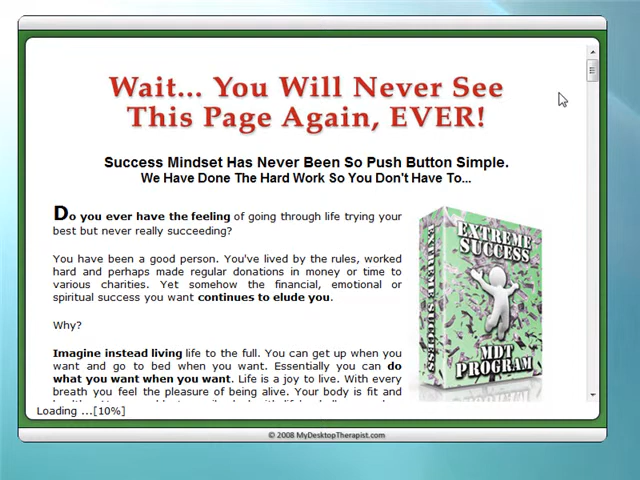 Wait... You Will Never See
This Page Again, EVER!
Success Mindset Has Never Been So Push Button Simple.
We Have Done The Hard Work So You Don't Have To...
Do you ever have the feeling of going through life trying your
best but never really succeeding?
You have been a good person. You've lived by the rules, worked
hard and perhaps made regular donations in money or time to
various charities. Yet somehow the financial, emotional or
spiritual success you want continues to elude you.
Why?
Imagine instead living life to the full. You can get up when you
want and go to bed when you want. Essentially you can do
what you want when you want. Life is a joy to live. With every
breath you feel the pleasure of being alive. Your body is fit and
EXTREME
SUCCESS
MDT
PROGRAM
EXTREME SUCCESS
Loading ...[10%]
© 2008 MyDesktopTherapist.com